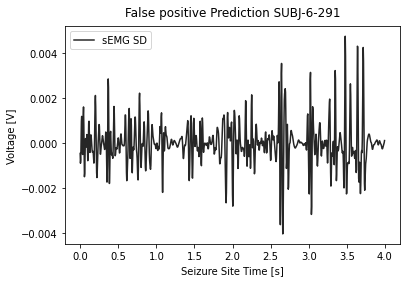 False positive Prediction SUBJ-6-291
sEMG SD
Voltage [V]
0.004
0.002
0.000
−0.002
−0.004
0.0 0.5 1.0 1.5 2.0 2.5 3.0 3.5 4.0
Seizure Site Time [s]